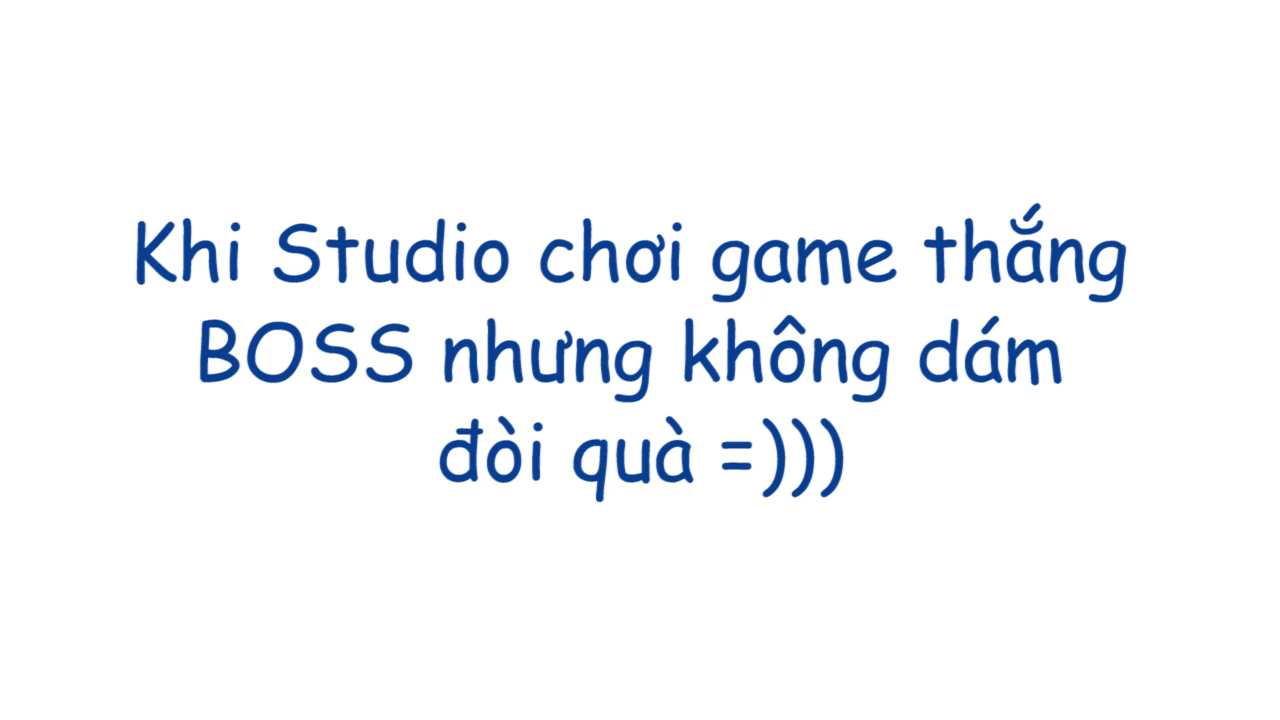 Khi Studio chơi game thắng
BOSS nhưng không dám
đòi quà =)))